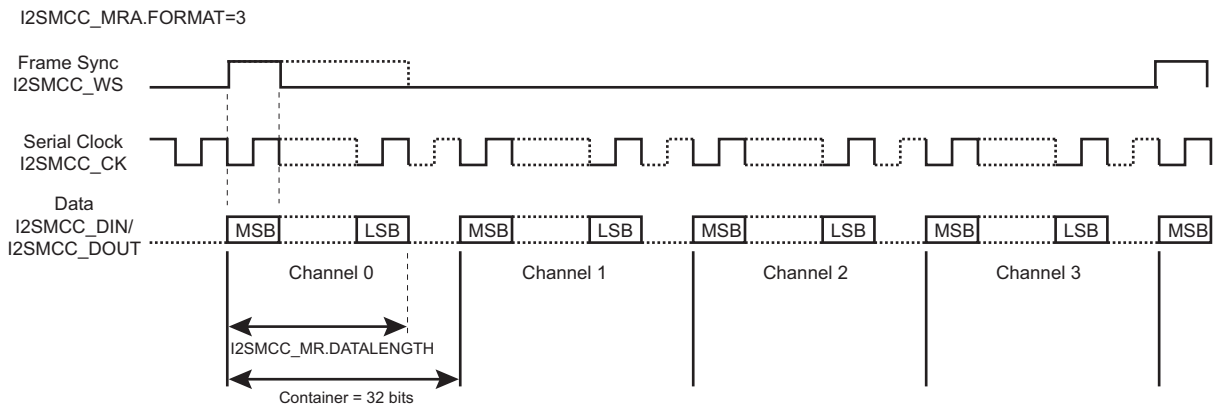 I2SMCC_MRA.FORMAT=3
Frame Sync
I2SMCC_WS
Serial Clock
I2SMCC_CK
Data
I2SMCC_DIN/
I2SMCC_DOUT
MSB LSB MSB LSB MSB LSB MSB LSB MSB
Channel 0 Channel 1 Channel 2 Channel 3
I2SMCC_MR.DATALENGTH
Container = 32 bits